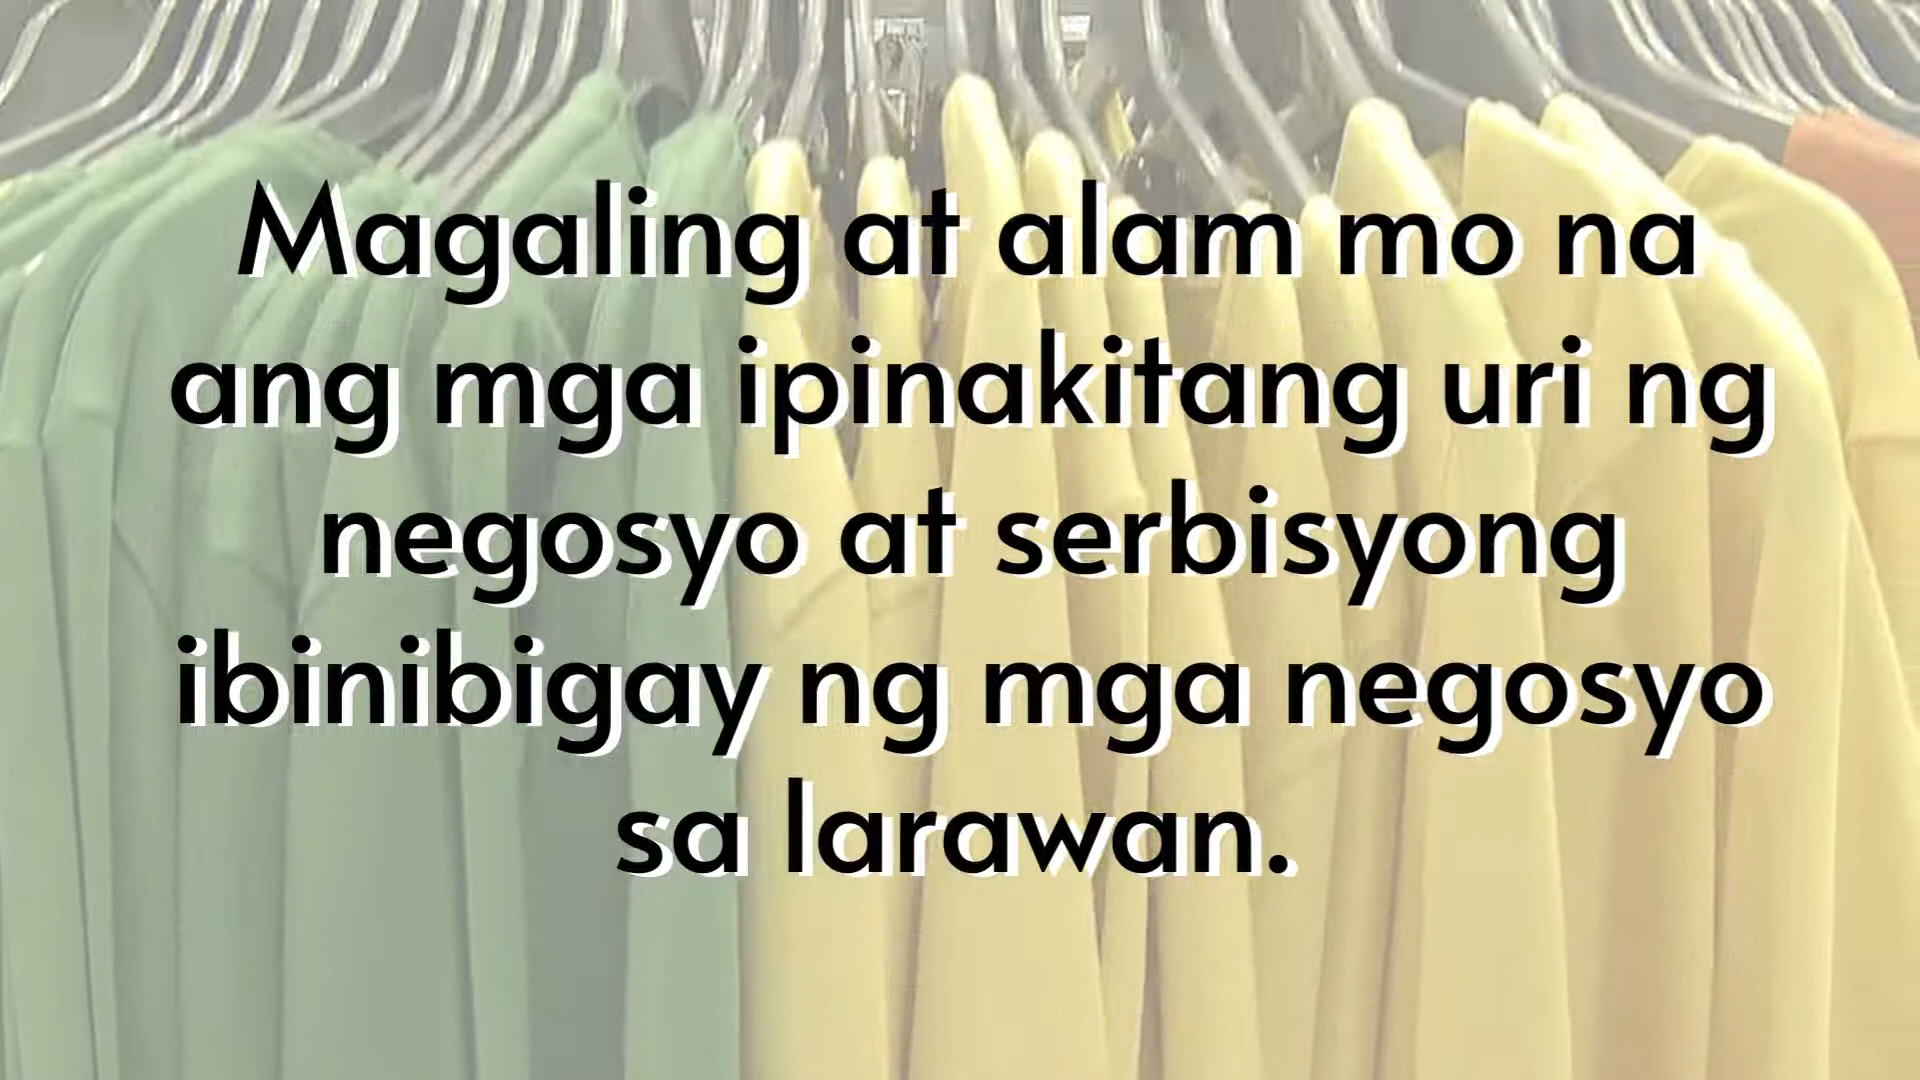 Magaling at alam mo na
ang mga ipinakitang uri ng
negosyo at serbisyong
ibinibigay ng mga negosyo
sa larawan.